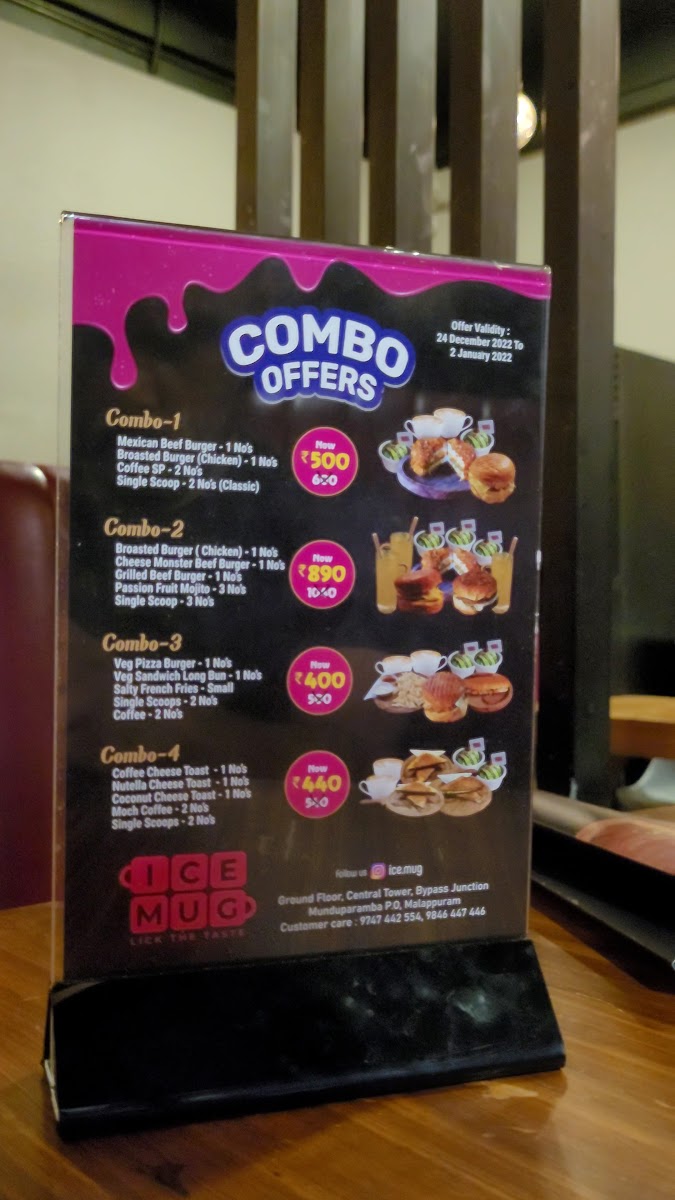 COMBO
OFFERS
Offer Validity :
24 December 2022 To
2 January 2022
Combo-1
Mexican Beef Burger - 1 No's
Broasted Burger (Chicken) - 1 No's
Coffee SP - 2 No's
Single Scoop - 2 No's (Classic)
Now
₹500
Combo-2
Broasted Burger ( Chicken) - 1 No's
Cheese Monster Beef Burger - 1 No's
Grilled Beef Burger - 1 No's
Passion Fruit Mojito - 3 No's
Single Scoop - 3 No's
Now
₹890
Combo-3
Veg Pizza Burger - 1 No's
Veg Sandwich Long Bun - 1 No's
Salty French Fries - Small
Single Scoops - 2 No's
Coffee - 2 No's
Now
₹400
Combo-4
Coffee Cheese Toast - 1 No's
Nutella Cheese Toast - 1 No's
Coconut Cheese Toast - 1 No's
Moch Coffee - 2 No's
Single Scoops - 2 No's
Now
₹440
ICE
MUG
LICK THE TASTE
Follow us ice.mug
Ground Floor, Central Tower, Bypass Junction
Munduparamba P.O, Malappuram
Customer care : 9747 442 554, 9846 447 446